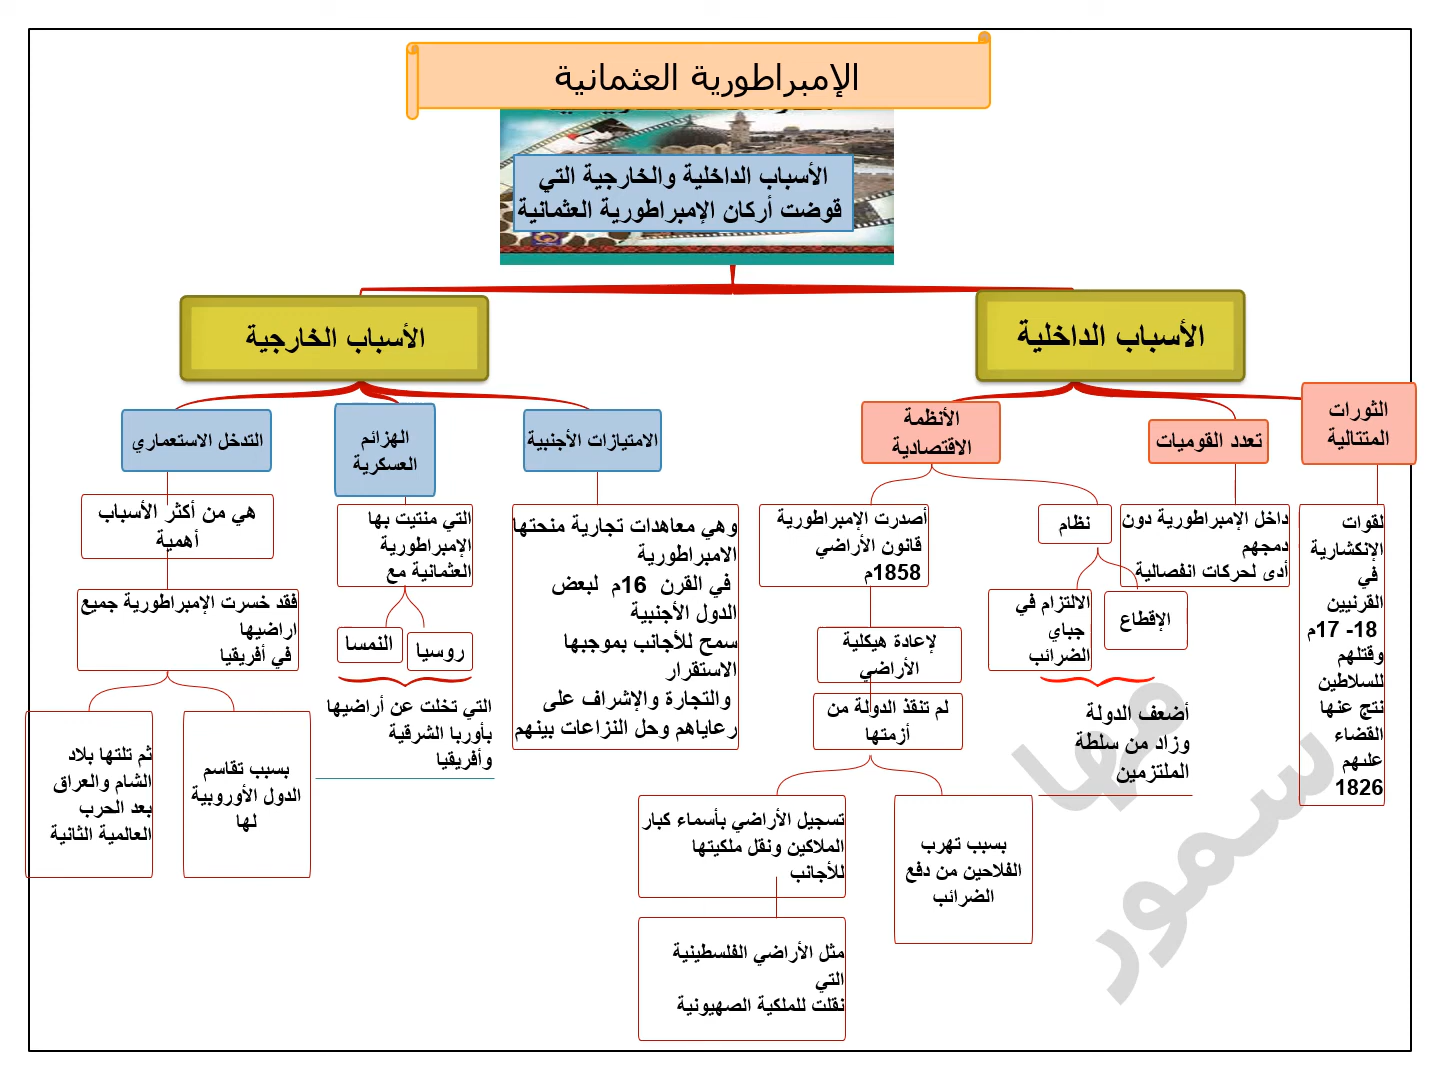 الإمبراطورية العثمانية
الأسباب الداخلية والخارجية التي
قوضت أركان الإمبراطورية العثمانية
الأسباب الداخلية
الأسباب الخارجية
الثورات
المتتالية
تعدد القوميات
الأنظمة
الاقتصادية
الامتيازات الأجنبية
الهزائم
العسكرية
التدخل الاستعماري
لقوات
الإنكشارية
في
القرنيين
18- 17م
وقتلهم
للسلاطين
نتج عنها
القضاء
عليهم
1826
داخل الإمبراطورية دون
دمجهم
أدى لحركات انفصالية
نظام
الإقطاع
الالتزام في
جباي
الضرائب
أضعف الدولة
وزاد من سلطة
الملتزمين
أصدرت الإمبراطورية
قانون الأراضي
1858م
لإعادة هيكلية
الأراضي
لم تنقذ الدولة من
أزمتها
بسبب تهرب
الفلاحين من دفع
الضرائب
تسجيل الأراضي بأسماء كبار
الملاكين ونقل ملكيتها
للأجانب
مثل الأراضي الفلسطينية
التي
نقلت للملكية الصهيونية
وهي معاهدات تجارية منحتها
الامبراطورية
في القرن 16م لبعض
الدول الأجنبية
سمح للأجانب بموجبها
الاستقرار
والتجارة والإشراف على
رعاياهم وحل النزاعات بينهم
التي منتيت بها
الإمبراطورية
العثمانية مع
روسيا
النمسا
التي تخلت عن أراضيها
بأوربا الشرقية
وأفريقيا
هي من أكثر الأسباب
أهمية
فقد خسرت الإمبراطورية جميع
اراضيها
في أفريقيا
بسبب تقاسم
الدول الأوروبية
لها
ثم تلتها بلاد
الشام والعراق
بعد الحرب
العالمية الثانية
مها
سمور